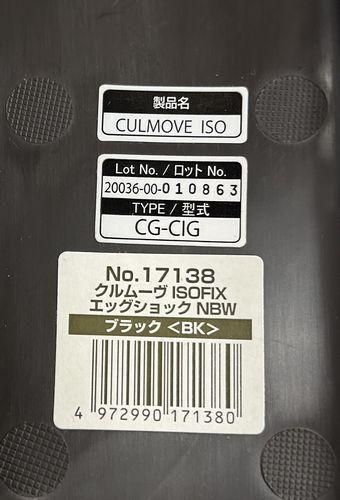 製品名
CULMOVE ISO
Lot No. / ロット No.
20036-00-010863
TYPE / 型式
CG-CIG
No.17138
クルムーヴ ISOFIX
エッグショック NBW
ブラック <BK>
4 972990 171380